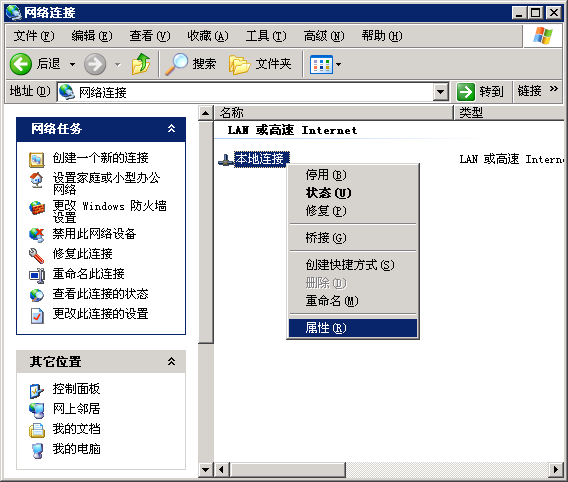 网络连接
文件(F) 编辑(E) 查看(V) 收藏(A) 工具(T) 高级(N) 帮助(H)
后退 搜索 文件夹
地址(D) 网络连接 转到 链接 »
网络任务
创建一个新的连接
设置家庭或小型办公
网络
更改 Windows 防火墙
设置
禁用此网络设备
修复此连接
重命名此连接
查看此连接的状态
更改此连接的设置
其它位置
控制面板
网上邻居
我的文档
我的电脑
名称 类型
LAN 或高速 Internet
本地连接 LAN 或高速 Intern
停用(B)
状态(U)
修复(P)
桥接(G)
创建快捷方式(S)
删除(D)
重命名(M)
属性(R)